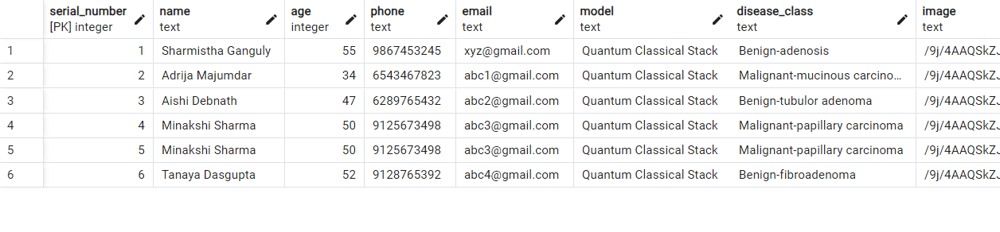 serial_number name age phone email model disease_class image
[PK] integer text integer text text text text text
1 1 Sharmistha Ganguly 55 9867453245 xyz@gmail.com Quantum Classical Stack Benign-adenosis /9j/4AAQSkZJ
2 2 Adrija Majumdar 34 6543467823 abc1@gmail.com Quantum Classical Stack Malignant-mucinous carcino... /9j/4AAQSkZJ
3 3 Aishi Debnath 47 6289765432 abc2@gmail.com Quantum Classical Stack Benign-tubulor adenoma /9j/4AAQSkZJ
4 4 Minakshi Sharma 50 9125673498 abc3@gmail.com Quantum Classical Stack Malignant-papillary carcinoma /9j/4AAQSkZJ
5 5 Minakshi Sharma 50 9125673498 abc3@gmail.com Quantum Classical Stack Malignant-papillary carcinoma /9j/4AAQSkZJ
6 6 Tanaya Dasgupta 52 9128765392 abc4@gmail.com Quantum Classical Stack Benign-fibroadenoma /9j/4AAQSkZJ